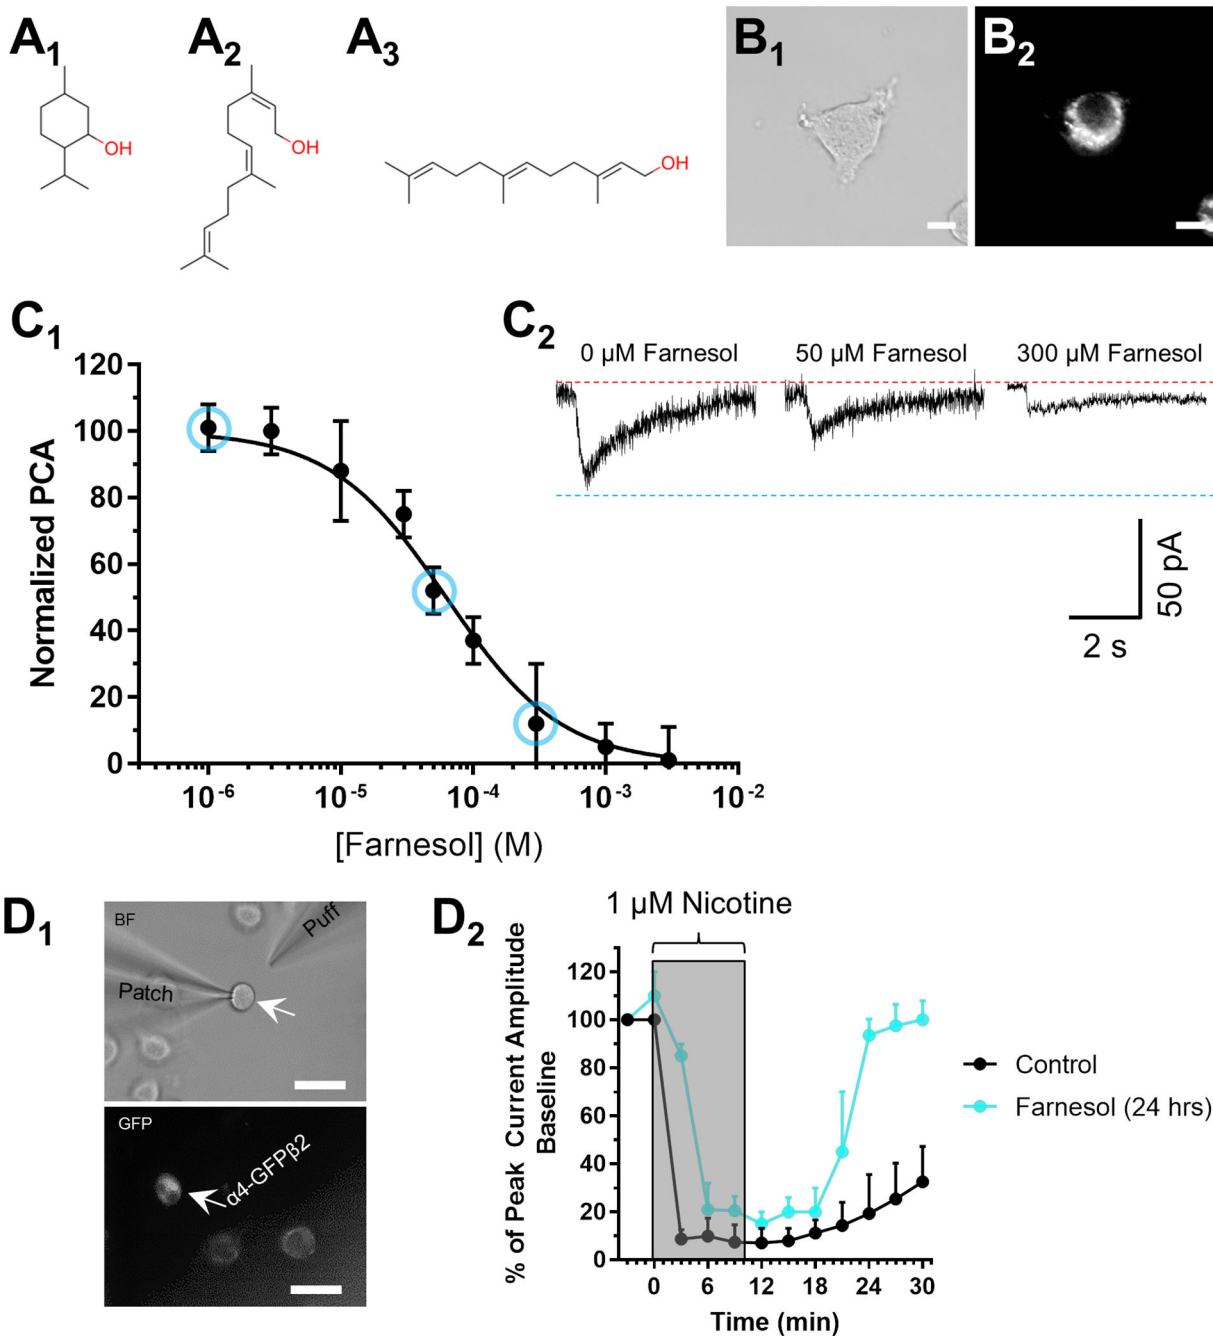 A1
A2
A3
B1
B2
OH
OH
OH
C1
C2
Normalized PCA
120
100
80
60
40
20
0
10-6
10-5
10-4
10-3
10-2
[Farnesol] (M)
0 µM Farnesol
50 µM Farnesol
300 µM Farnesol
50 pA
2 s
D1
BF
Puff
Patch
GFP
α4-GFPβ2
D2
1 µM Nicotine
% of Peak Current Amplitude
Baseline
120
100
80
60
40
20
0
0
6
12
18
24
30
Time (min)
Control
Farnesol (24 hrs)